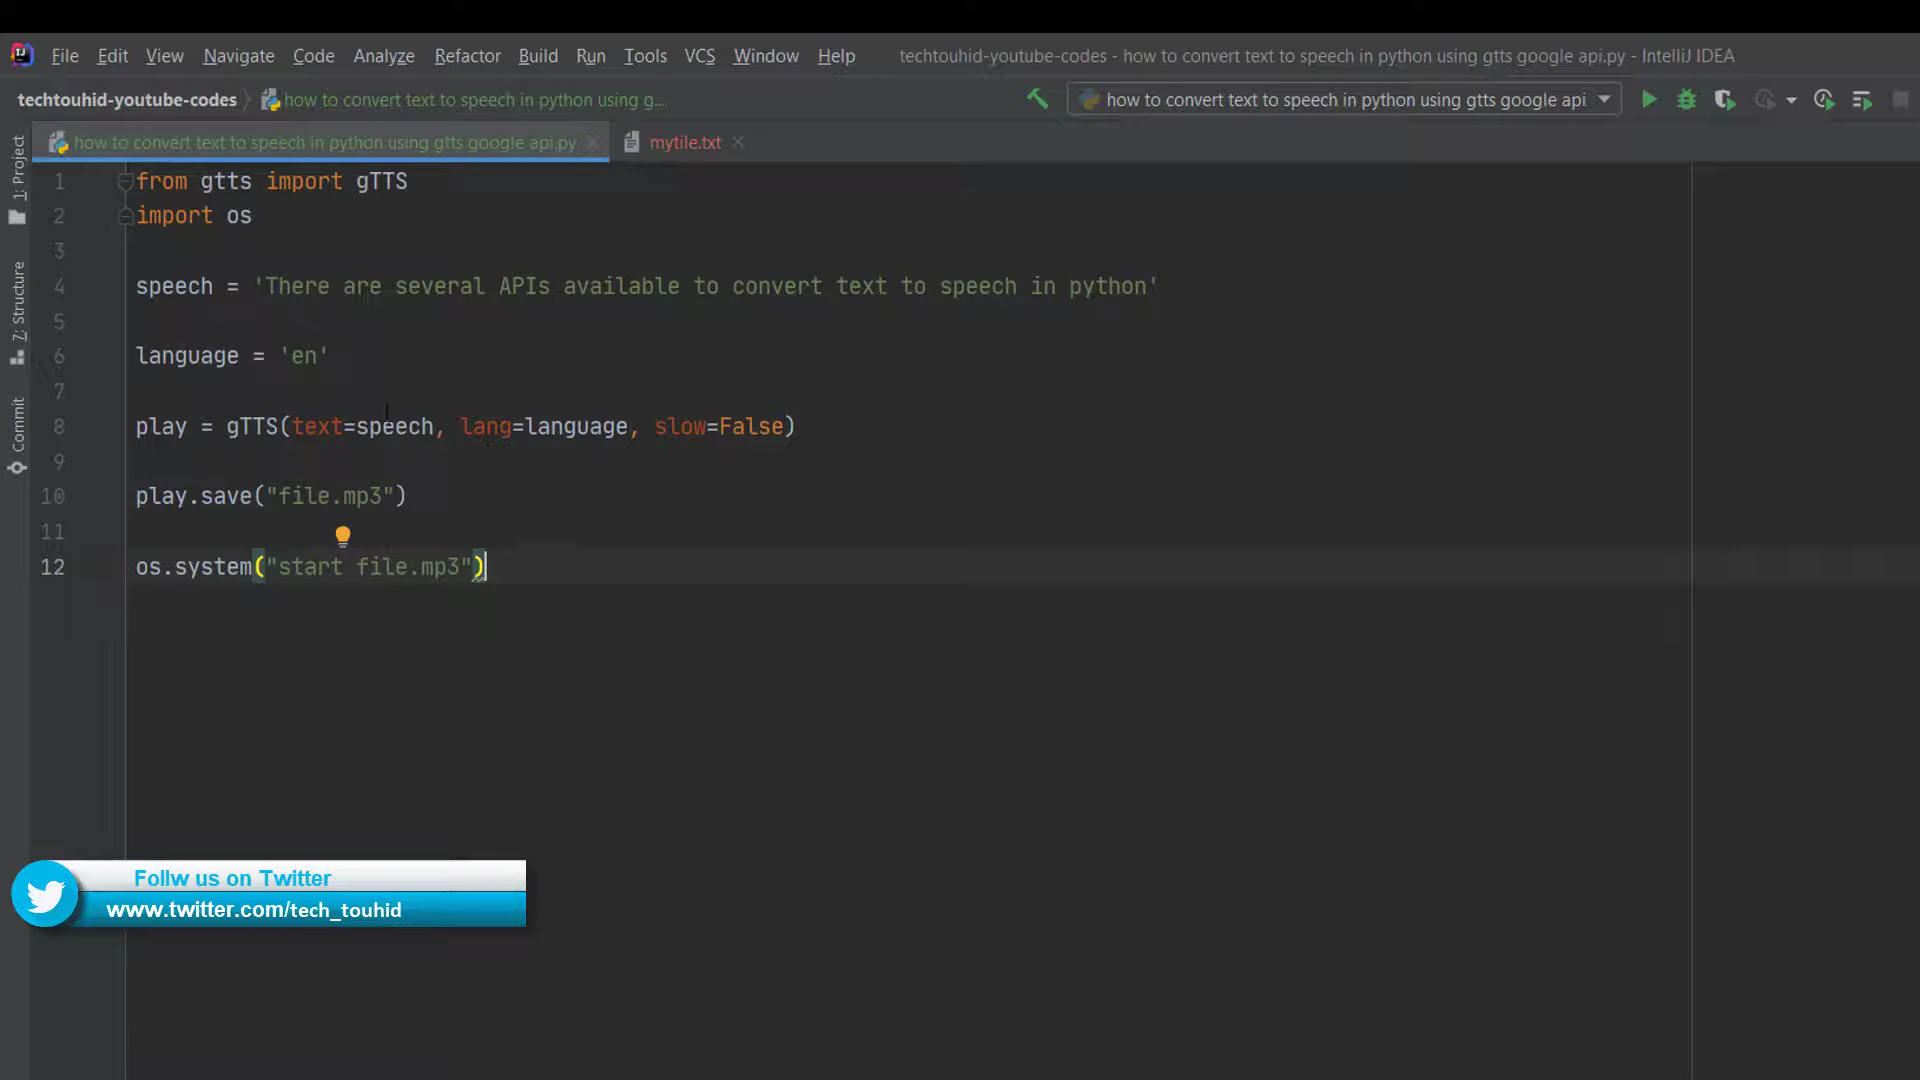 File Edit View Navigate Code Analyze Refactor Build Run Tools VCS Window Help techtouhid-youtube-codes - how to convert text to speech in python using gtts google api.py - IntelliJ IDEA
techtouhid-youtube-codes how to convert text to speech in python using g... how to convert text to speech in python using gtts google api
how to convert text to speech in python using gtts google api.py mytile.txt
1: Project
7: Structure
Commit
1 from gtts import gTTS
2 import os
3
4 speech = 'There are several APIs available to convert text to speech in python'
5
6 language = 'en'
7
8 play = gTTS(text=speech, lang=language, slow=False)
9
10 play.save("file.mp3")
11
12 os.system("start file.mp3")
Follw us on Twitter
www.twitter.com/tech_touhid